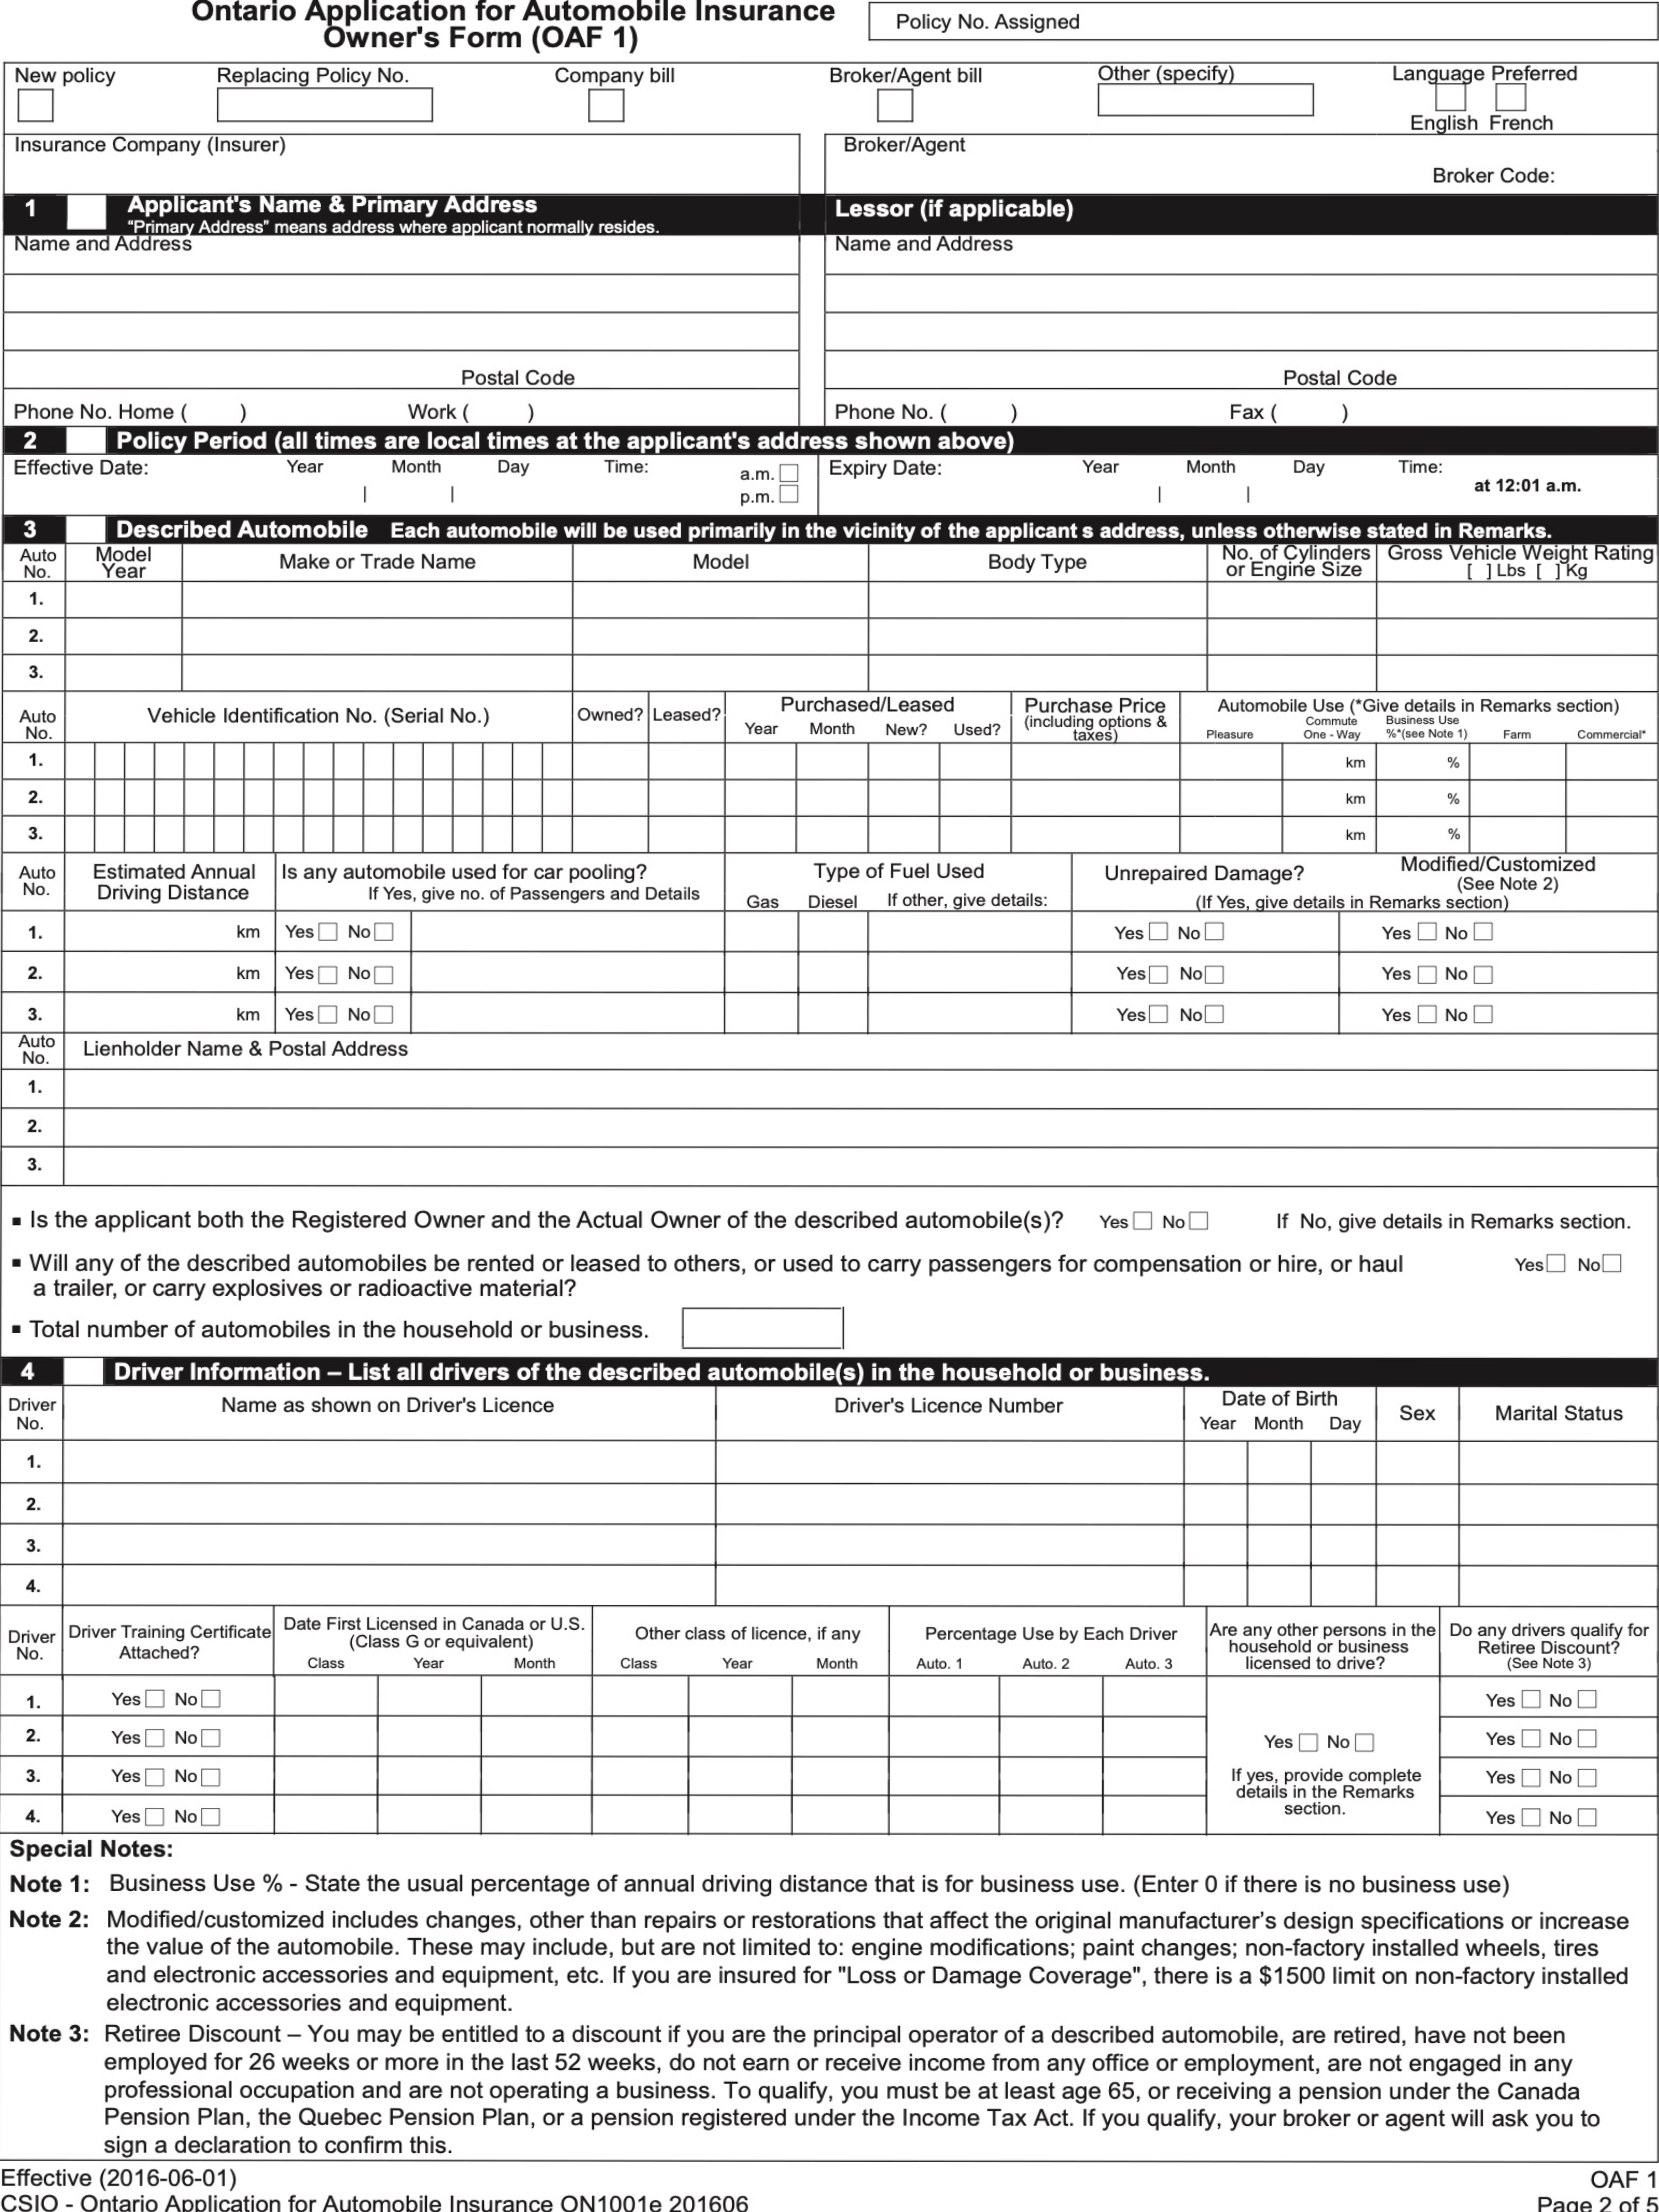 Ontario Application for Automobile Insurance
Owner's Form (OAF 1)
Policy No. Assigned
New policy
Replacing Policy No.
Company bill
Broker/Agent bill
Other (specify)
Language Preferred
English French
Insurance Company (Insurer)
Broker/Agent
Broker Code:
1 Applicant's Name & Primary Address
“Primary Address” means address where applicant normally resides.
Lessor (if applicable)
Name and Address
Name and Address
Postal Code
Postal Code
Phone No. Home ( ) Work ( )
Phone No. ( ) Fax ( )
2 Policy Period (all times are local times at the applicant's address shown above)
Effective Date: Year Month Day Time: a.m.
p.m.
Expiry Date: Year Month Day Time:
at 12:01 a.m.
3 Described Automobile Each automobile will be used primarily in the vicinity of the applicant s address, unless otherwise stated in Remarks.
Auto No. Model Year Make or Trade Name Model Body Type No. of Cylinders or Engine Size Gross Vehicle Weight Rating [ ] Lbs [ ] Kg
1.
2.
3.
Auto No. Vehicle Identification No. (Serial No.) Owned? Leased? Purchased/Leased Year Month New? Used? Purchase Price (including options & taxes) Automobile Use (*Give details in Remarks section) Pleasure Commute One - Way Business Use %*(see Note 1) Farm Commercial*
1. km %
2. km %
3. km %
Auto No. Estimated Annual Driving Distance Is any automobile used for car pooling? If Yes, give no. of Passengers and Details Type of Fuel Used Gas Diesel If other, give details: Unrepaired Damage? Modified/Customized (See Note 2) (If Yes, give details in Remarks section)
1. km Yes No Yes No Yes No
2. km Yes No Yes No Yes No
3. km Yes No Yes No Yes No
Auto No. Lienholder Name & Postal Address
1.
2.
3.
▪ Is the applicant both the Registered Owner and the Actual Owner of the described automobile(s)? Yes No If No, give details in Remarks section.
▪ Will any of the described automobiles be rented or leased to others, or used to carry passengers for compensation or hire, or haul Yes No
a trailer, or carry explosives or radioactive material?
▪ Total number of automobiles in the household or business.
4 Driver Information – List all drivers of the described automobile(s) in the household or business.
Driver No. Name as shown on Driver's Licence Driver's Licence Number Date of Birth Year Month Day Sex Marital Status
1.
2.
3.
4.
Driver No. Driver Training Certificate Attached? Date First Licensed in Canada or U.S. (Class G or equivalent) Class Year Month Other class of licence, if any Class Year Month Percentage Use by Each Driver Auto. 1 Auto. 2 Auto. 3 Are any other persons in the household or business licensed to drive? Do any drivers qualify for Retiree Discount? (See Note 3)
1. Yes No Yes No
2. Yes No Yes No Yes No
3. Yes No If yes, provide complete details in the Remarks section. Yes No
4. Yes No Yes No
Special Notes:
Note 1: Business Use % - State the usual percentage of annual driving distance that is for business use. (Enter 0 if there is no business use)
Note 2: Modified/customized includes changes, other than repairs or restorations that affect the original manufacturer’s design specifications or increase
the value of the automobile. These may include, but are not limited to: engine modifications; paint changes; non-factory installed wheels, tires
and electronic accessories and equipment, etc. If you are insured for "Loss or Damage Coverage", there is a $1500 limit on non-factory installed
electronic accessories and equipment.
Note 3: Retiree Discount – You may be entitled to a discount if you are the principal operator of a described automobile, are retired, have not been
employed for 26 weeks or more in the last 52 weeks, do not earn or receive income from any office or employment, are not engaged in any
professional occupation and are not operating a business. To qualify, you must be at least age 65, or receiving a pension under the Canada
Pension Plan, the Quebec Pension Plan, or a pension registered under the Income Tax Act. If you qualify, your broker or agent will ask you to
sign a declaration to confirm this.
Effective (2016-06-01) OAF 1
CSIO - Ontario Application for Automobile Insurance ON1001e 201606 Page 2 of 5